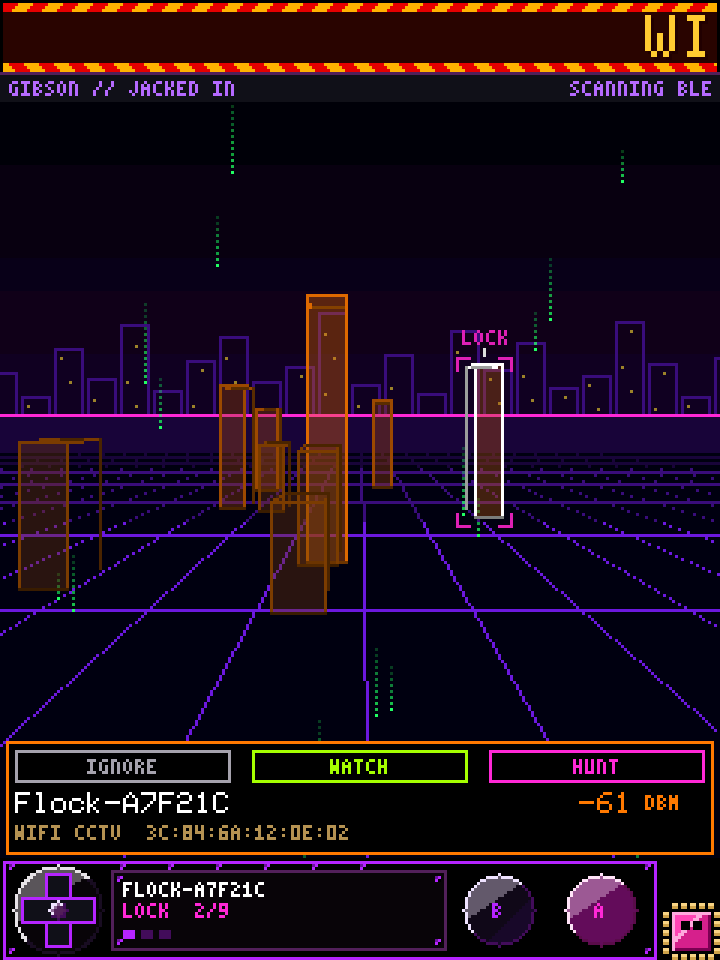 WI
GIBSON // JACKED IN
SCANNING BLE
LOCK
IGNORE
WATCH
HUNT
Flock-A7F21C
-61 DBM
WIFI CCTV 3C:84:6A:12:0E:02
FLOCK-A7F21C
LOCK 2/9
B
A